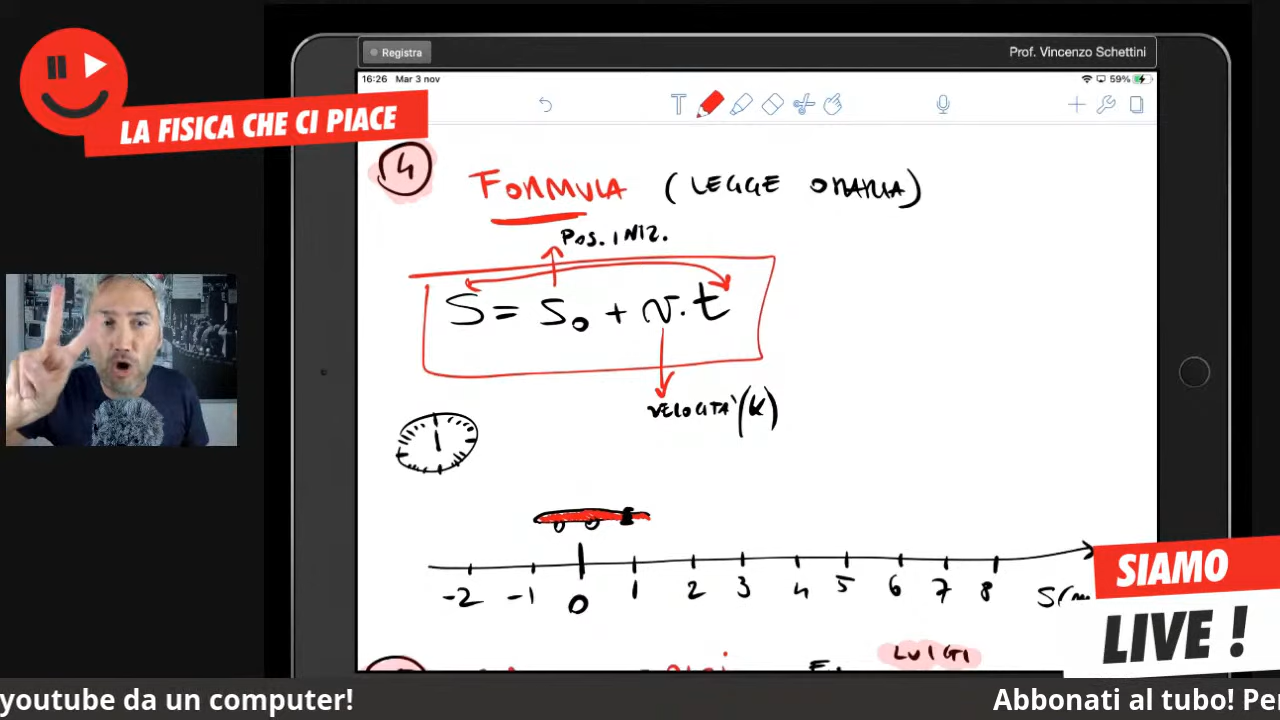 Registra
Prof. Vincenzo Schettini
16:26 Mar 3 nov
59%
LA FISICA CHE CI PIACE
4 FORMULA (LEGGE ORARIA)
POS. INIZ.
S = S₀ + v · t
VELOCITA' (K)
-2 -1 0 1 2 3 4 5 6 7 8
S(m
SIAMO
LIVE !
LUIGI
youtube da un computer!
Abbonati al tubo! Per